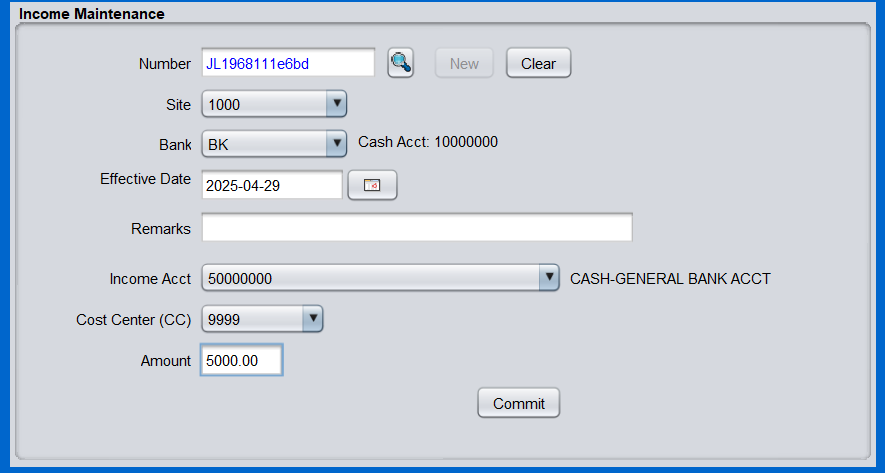 Income Maintenance
Number JL1968111e6bd New Clear
Site 1000
Bank BK Cash Acct: 10000000
Effective Date 2025-04-29
Remarks
Income Acct 50000000 CASH-GENERAL BANK ACCT
Cost Center (CC) 9999
Amount 5000.00
Commit